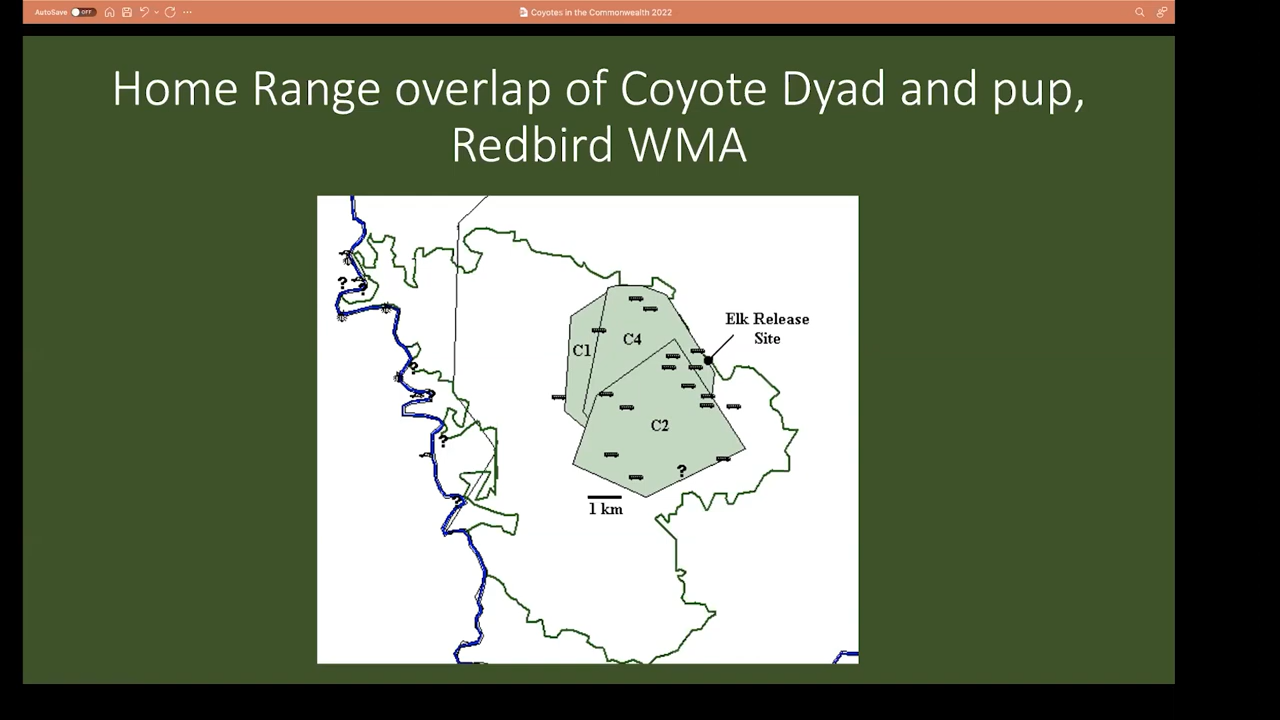 AutoSave OFF
Coyotes in the Commonwealth 2022
Home Range overlap of Coyote Dyad and pup,
Redbird WMA
Elk Release
Site
C4
C1
C2
?
?
?
?
?
?
1 km